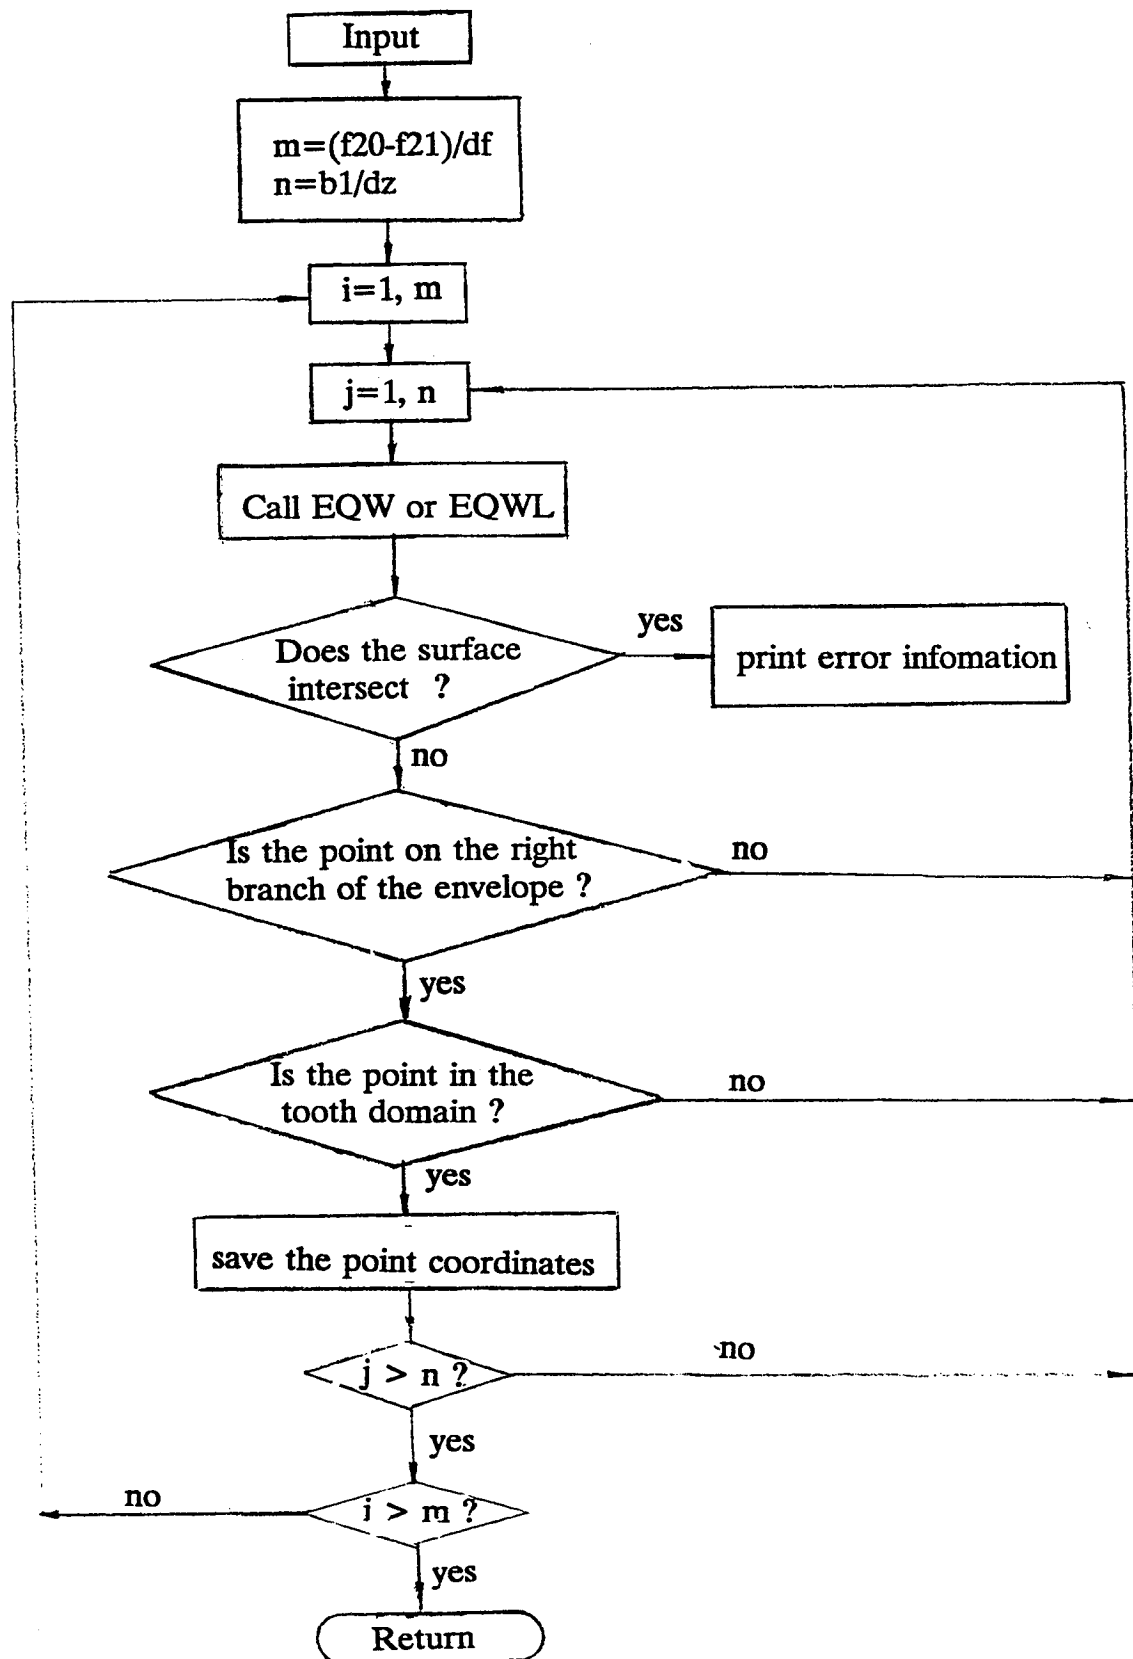 Input
m=(f20-f21)/df
n=b1/dz
i=1, m
j=1, n
Call EQW or EQWL
Does the surface
intersect ?
yes
print error infomation
no
Is the point on the right
branch of the envelope ?
no
yes
Is the point in the
tooth domain ?
no
yes
save the point coordinates
j > n ?
no
yes
i > m ?
no
yes
Return